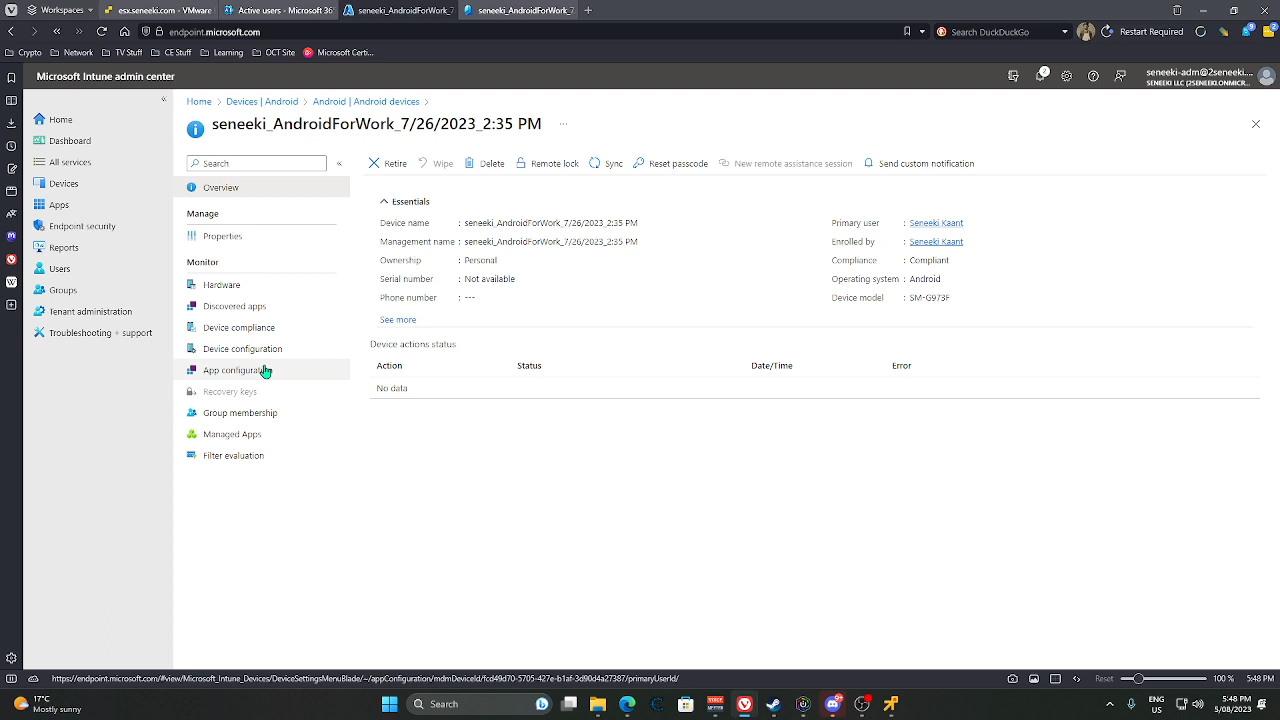 Workspaces
esx.seneeki.com - VMware
Active users - Microsoft 36
seneeki_AndroidForWork_7
seneeki_AndroidForWork_7
endpoint.microsoft.com
Search DuckDuckGo
Restart Required
9
2
Crypto
Network
TV Stuff
CE Stuff
Learning
OCT Site
Microsoft Certi...
Microsoft Intune admin center
2
seneeki-adm@2seneeki....
SENEEKI LLC (2SENEEKI.ONMICR...
Home
Dashboard
All services
Devices
Apps
Endpoint security
Reports
Users
Groups
Tenant administration
Troubleshooting + support
Home > Devices | Android > Android | Android devices >
seneeki_AndroidForWork_7/26/2023_2:35 PM ...
Search
Overview
Manage
Properties
Monitor
Hardware
Discovered apps
Device compliance
Device configuration
App configuration
Recovery keys
Group membership
Managed Apps
Filter evaluation
Retire
Wipe
Delete
Remote lock
Sync
Reset passcode
New remote assistance session
Send custom notification
Essentials
Device name : seneeki_AndroidForWork_7/26/2023_2:35 PM
Management name : seneeki_AndroidForWork_7/26/2023_2:35 PM
Ownership : Personal
Serial number : Not available
Phone number : ---
Primary user : Seneeki Kaant
Enrolled by : Seneeki Kaant
Compliance : Compliant
Operating system : Android
Device model : SM-G973F
See more
Device actions status
Action Status Date/Time Error
No data
https://endpoint.microsoft.com/#view/Microsoft_Intune_Devices/DeviceSettingsMenuBlade/~/appConfiguration/mdmDeviceId/fcd49d70-5705-427e-b1af-3d90d4a27387/primaryUserId/
Reset
100 %
5:48 PM
17°C
Mostly sunny
Search
ENG
US
5:48 PM
5/08/2023